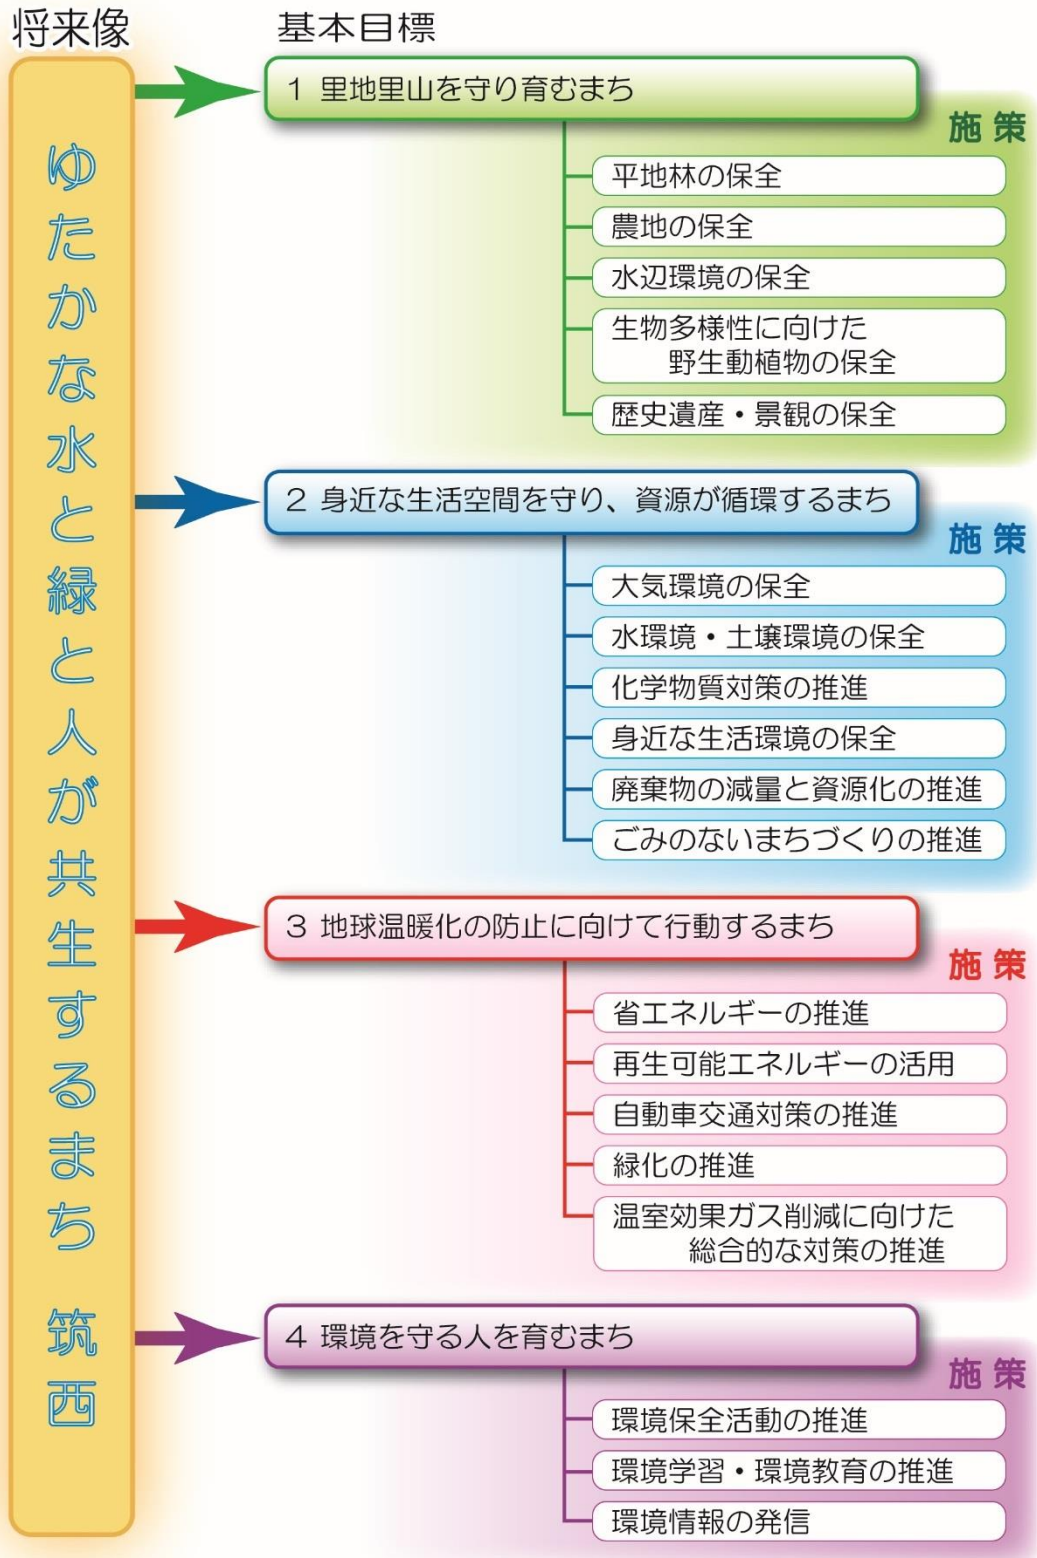 将来像
ゆたかな水と緑と人が共生するまち 筑西
基本目標
1 里地里山を守り育むまち
施策
平地林の保全
農地の保全
水辺環境の保全
生物多様性に向けた
野生動植物の保全
歴史遺産・景観の保全
2 身近な生活空間を守り、資源が循環するまち
施策
大気環境の保全
水環境・土壌環境の保全
化学物質対策の推進
身近な生活環境の保全
廃棄物の減量と資源化の推進
ごみのないまちづくりの推進
3 地球温暖化の防止に向けて行動するまち
施策
省エネルギーの推進
再生可能エネルギーの活用
自動車交通対策の推進
緑化の推進
温室効果ガス削減に向けた
総合的な対策の推進
4 環境を守る人を育むまち
施策
環境保全活動の推進
環境学習・環境教育の推進
環境情報の発信